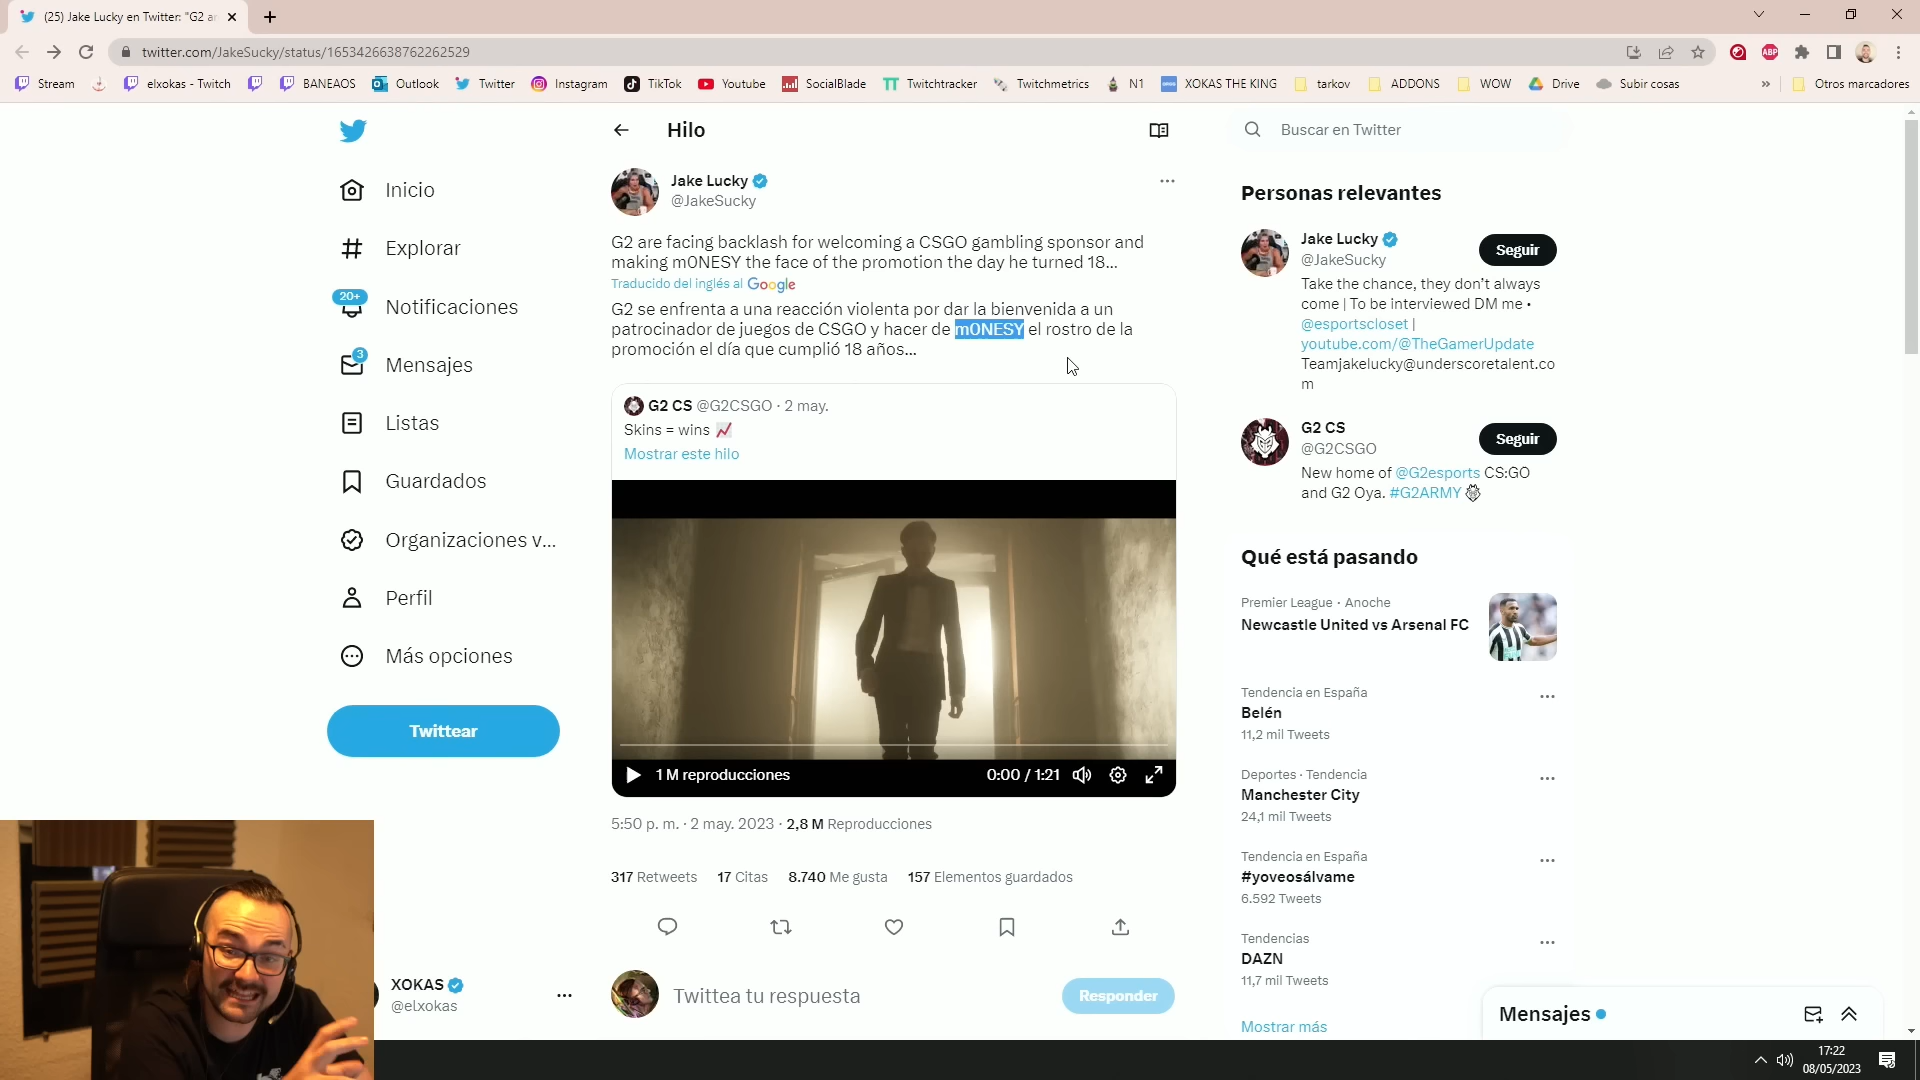 (25) Jake Lucky en Twitter: "G2 ar
twitter.com/JakeSucky/status/1653426638762262529
ABP
Stream
elxokas - Twitch
BANEAOS
Outlook
Twitter
Instagram
TikTok
Youtube
SocialBlade
Twitchtracker
Twitchmetrics
N1
XOKAS THE KING
tarkov
ADDONS
WOW
Drive
Subir cosas
»
Otros marcadores
Inicio
Explorar
20+
Notificaciones
3
Mensajes
Listas
Guardados
Organizaciones v...
Perfil
Más opciones
Twittear
XOKAS
@elxokas
Hilo
Jake Lucky
@JakeSucky
G2 are facing backlash for welcoming a CSGO gambling sponsor and
making m0NESY the face of the promotion the day he turned 18...
Traducido del inglés al Google
G2 se enfrenta a una reacción violenta por dar la bienvenida a un
patrocinador de juegos de CSGO y hacer de m0NESY el rostro de la
promoción el día que cumplió 18 años...
G2 CS @G2CSGO · 2 may.
Skins = wins
Mostrar este hilo
1 M reproducciones
0:00 / 1:21
5:50 p. m. · 2 may. 2023 · 2,8 M Reproducciones
317 Retweets 17 Citas 8.740 Me gusta 157 Elementos guardados
Twittea tu respuesta
Responder
Buscar en Twitter
Personas relevantes
Jake Lucky
@JakeSucky
Seguir
Take the chance, they don’t always
come | To be interviewed DM me •
@esportscloset |
youtube.com/@TheGamerUpdate
Teamjakelucky@underscoretalent.co
m
G2 CS
@G2CSGO
Seguir
New home of @G2esports CS:GO
and G2 Oya. #G2ARMY
Qué está pasando
Premier League · Anoche
Newcastle United vs Arsenal FC
Tendencia en España
Belén
11,2 mil Tweets
Deportes · Tendencia
Manchester City
24,1 mil Tweets
Tendencia en España
#yoveosálvame
6.592 Tweets
Tendencias
DAZN
11,7 mil Tweets
Mostrar más
Mensajes
17:22
08/05/2023